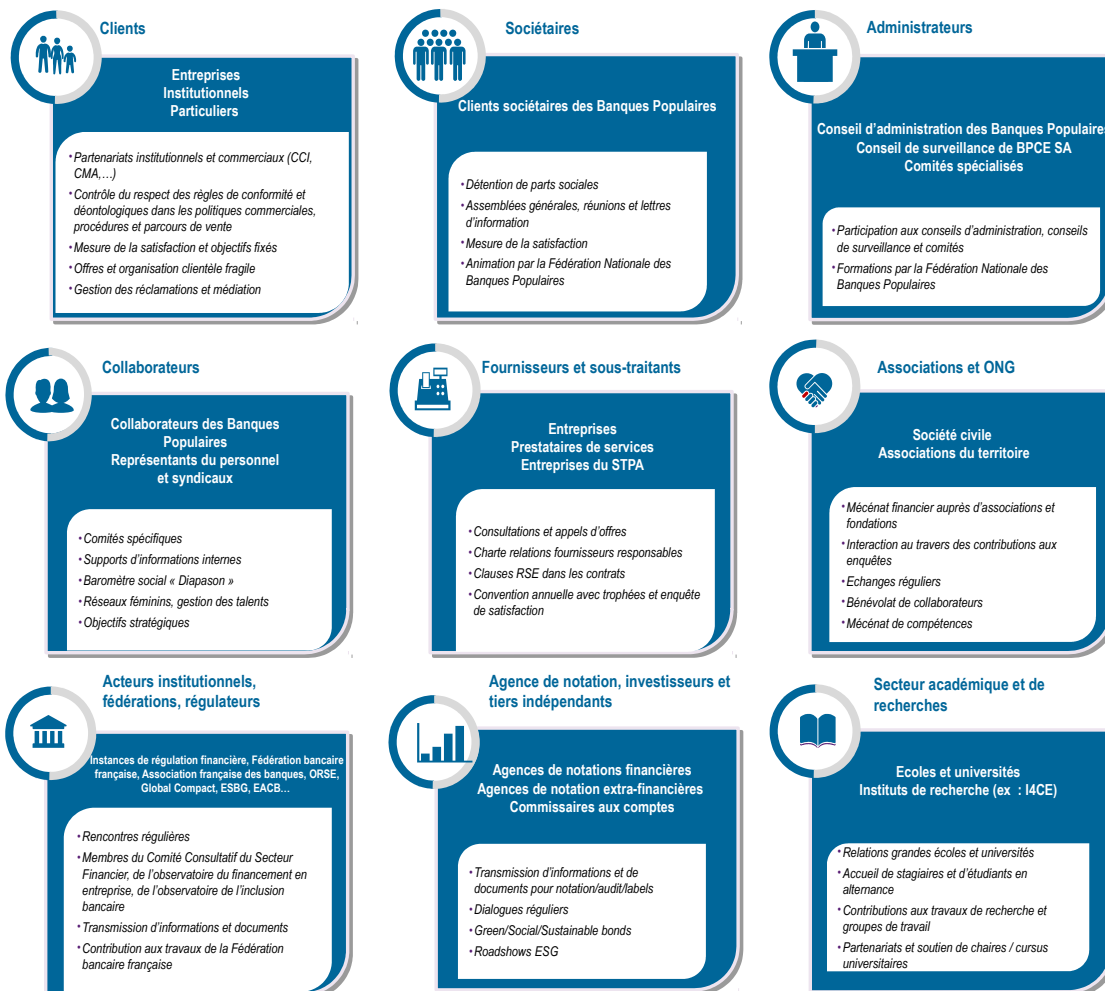 Clients
Entreprises
Institutionnels
Particuliers
• Partenariats institutionnels et commerciaux (CCI,
CMA,…)
• Contrôle du respect des règles de conformité et
déontologiques dans les politiques commerciales,
procédures et parcours de vente
• Mesure de la satisfaction et objectifs fixés
• Offres et organisation clientèle fragile
• Gestion des réclamations et médiation
Sociétaires
Clients sociétaires des Banques Populaires
• Détention de parts sociales
• Assemblées générales, réunions et lettres
d'information
• Mesure de la satisfaction
• Animation par la Fédération Nationale des
Banques Populaires
Administrateurs
Conseil d'administration des Banques Populaires
Conseil de surveillance de BPCE SA
Comités spécialisés
• Participation aux conseils d'administration, conseils
de surveillance et comités
• Formations par la Fédération Nationale des
Banques Populaires
Collaborateurs
Collaborateurs des Banques
Populaires
Représentants du personnel
et syndicaux
• Comités spécifiques
• Supports d'informations internes
• Baromètre social « Diapason »
• Réseaux féminins, gestion des talents
• Objectifs stratégiques
Fournisseurs et sous-traitants
Entreprises
Prestataires de services
Entreprises du STPA
• Consultations et appels d'offres
• Charte relations fournisseurs responsables
• Clauses RSE dans les contrats
• Convention annuelle avec trophées et enquête
de satisfaction
Associations et ONG
Société civile
Associations du territoire
• Mécénat financier auprès d'associations et
fondations
• Interaction au travers des contributions aux
enquêtes
• Echanges réguliers
• Bénévolat de collaborateurs
• Mécénat de compétences
Acteurs institutionnels,
fédérations, régulateurs
Instances de régulation financière, Fédération bancaire
française, Association française des banques, ORSE,
Global Compact, ESBG, EACB…
• Rencontres régulières
• Membres du Comité Consultatif du Secteur
Financier, de l'observatoire du financement en
entreprise, de l'observatoire de l'inclusion
bancaire
• Transmission d'informations et documents
• Contribution aux travaux de la Fédération
bancaire française
Agence de notation, investisseurs et
tiers indépendants
Agences de notations financières
Agences de notation extra-financières
Commissaires aux comptes
• Transmission d'informations et de
documents pour notation/audit/labels
• Dialogues réguliers
• Green/Social/Sustainable bonds
• Roadshows ESG
Secteur académique et de
recherches
Ecoles et universités
Instituts de recherche (ex : I4CE)
• Relations grandes écoles et universités
• Accueil de stagiaires et d'étudiants en
alternance
• Contributions aux travaux de recherche et
groupes de travail
• Partenariats et soutien de chaires / cursus
universitaires